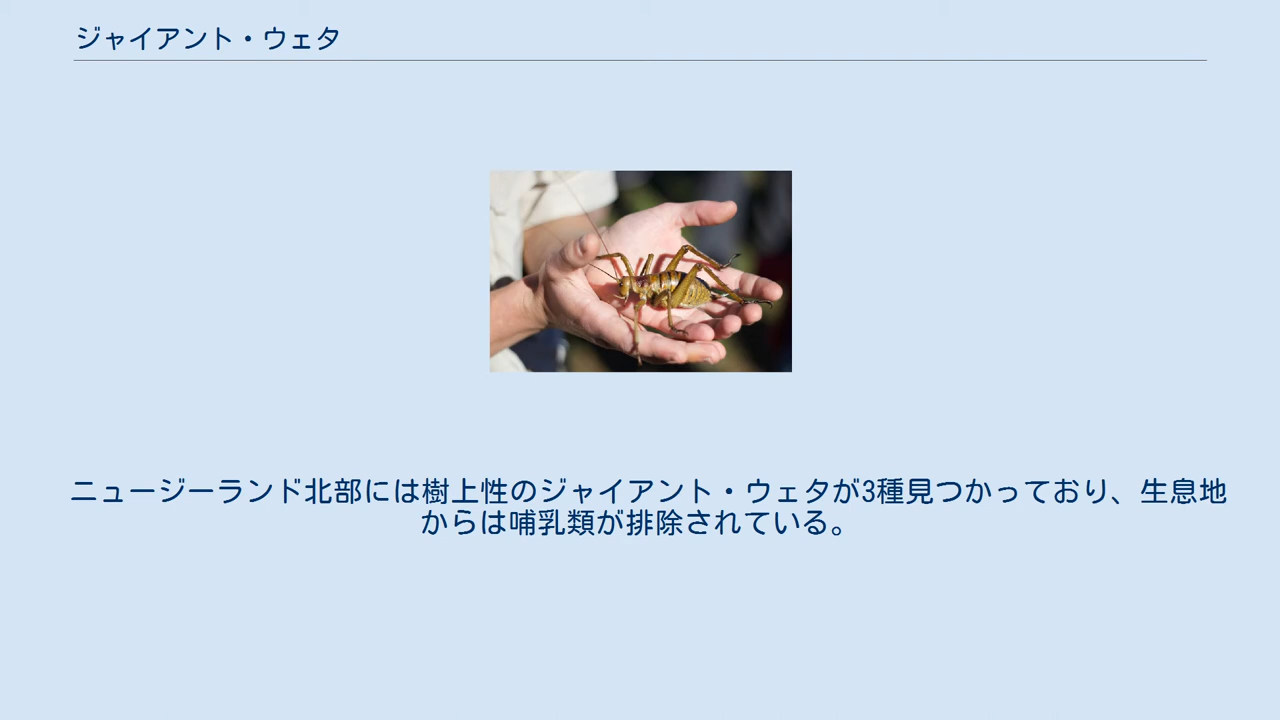 ジャイアント・ウェタ
ニュージーランド北部には樹上性のジャイアント・ウェタが3種見つかっており、生息地
からは哺乳類が排除されている。